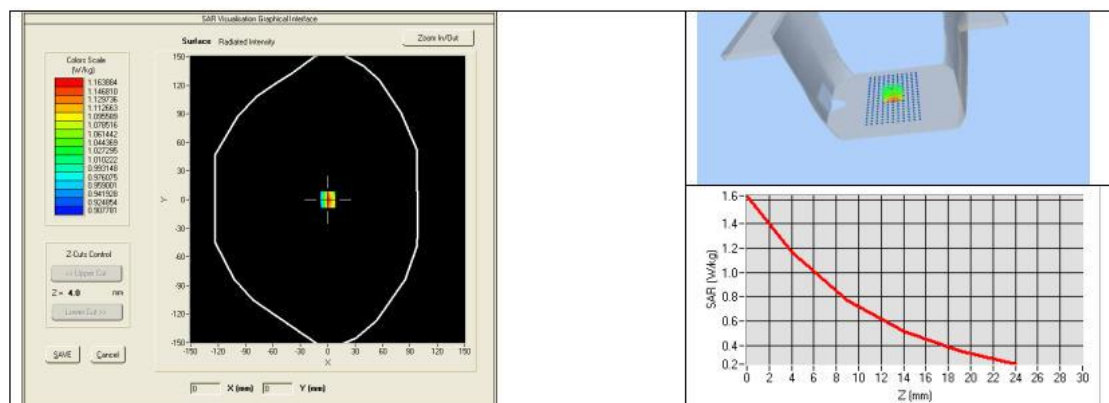 SAR Visualisation Graphical Interface
Surface Radiated Intensity
Zoom In/Out
Colors Scale
(W/kg)
1.163884
1.146810
1.129736
1.112663
1.095589
1.078516
1.061442
1.044369
1.027295
1.010222
0.993148
0.976075
0.959001
0.941928
0.924854
0.907781
150
120
90
60
30
Y 0
-30
-60
-90
-120
-150
-150 -120 -90 -60 -30 0 30 60 90 120 150
X
Z-Cuts Control
<< Upper Cut
Z = 4.0 mm
Lower Cut >>
SAVE Cancel
0 X (mm) 0 Y (mm)
1.6
1.4
1.2
1.0
0.8
0.6
0.4
0.2
SAR (W/kg)
0 2 4 6 8 10 12 14 16 18 20 22 24 26 28 30
Z (mm)